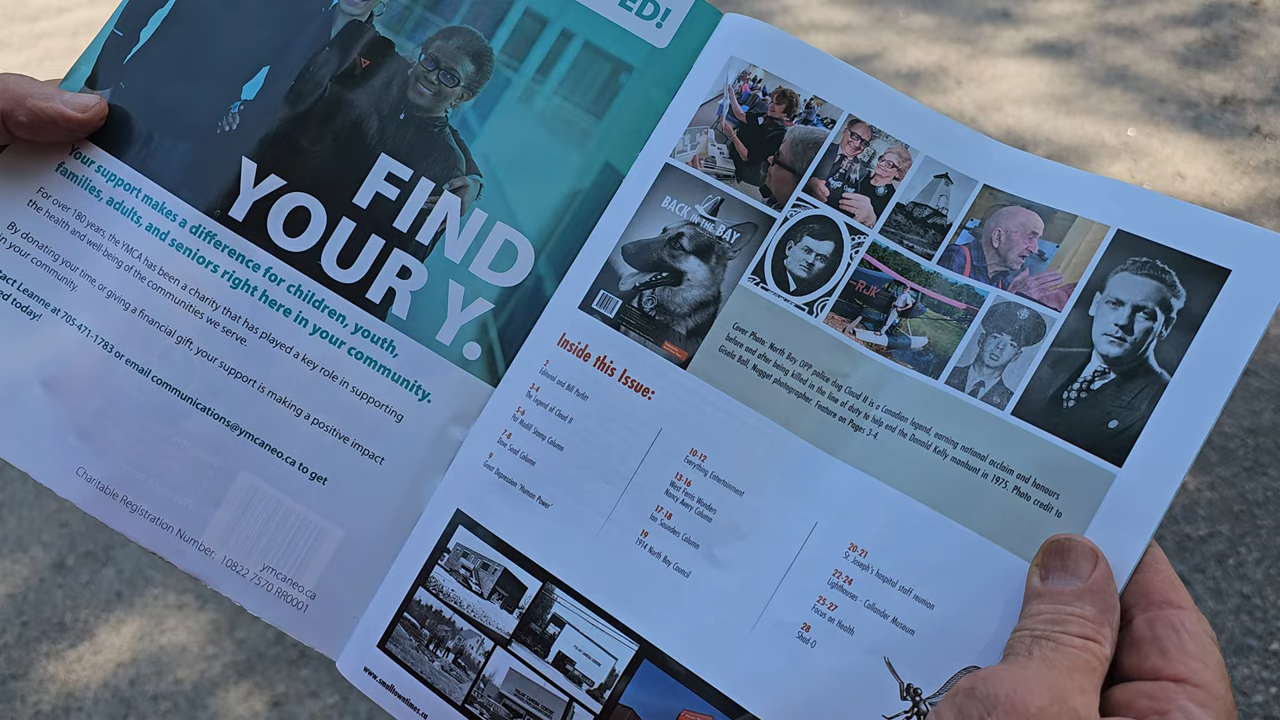 ED!
FIND
YOUR Y.
Your support makes a difference for children, youth,
families, adults, and seniors right here in your community.
For over 180 years, the YMCA has been a charity that has played a key role in supporting
the health and well-being of the communities we serve.
By donating your time, or giving a financial gift, your support is making a positive impact
in your community.
act Leanne at 705-471-1783 or email communications@ymcaneo.ca to get
ed today!
ymcaneo.ca
Charitable Registration Number: 10822 7570 RR0001
BACK IN THE BAY
-RJK
Cover Photo: North Bay OPP police dog Cloud II is a Canadian legend, earning national acclaim and honours
before and after being killed in the line of duty to help end the Donald Kelly manhunt in 1975. Photo credit to
Gisele Ball, Nugget photographer. Feature on Pages 3-4.
Inside this Issue:
2
Editorial and Bill Parfitt
3-4
The Legend of Cloud II
5-6
Pat Madill Stamp Column
7-8
Dave Saad Column
9
Great Depression 'Human Power'
10-12
Everything Entertainment
13-16
West Ferris Wonders
Nancy Avery Column
17-18
Ian Saunders Column
19
1914 North Bay Council
20-21
St. Joseph's hospital staff reunion
22-24
Lighthouses - Callander Museum
25-27
Focus on Health
28
Shad-O
www.smalltowntimes.ca